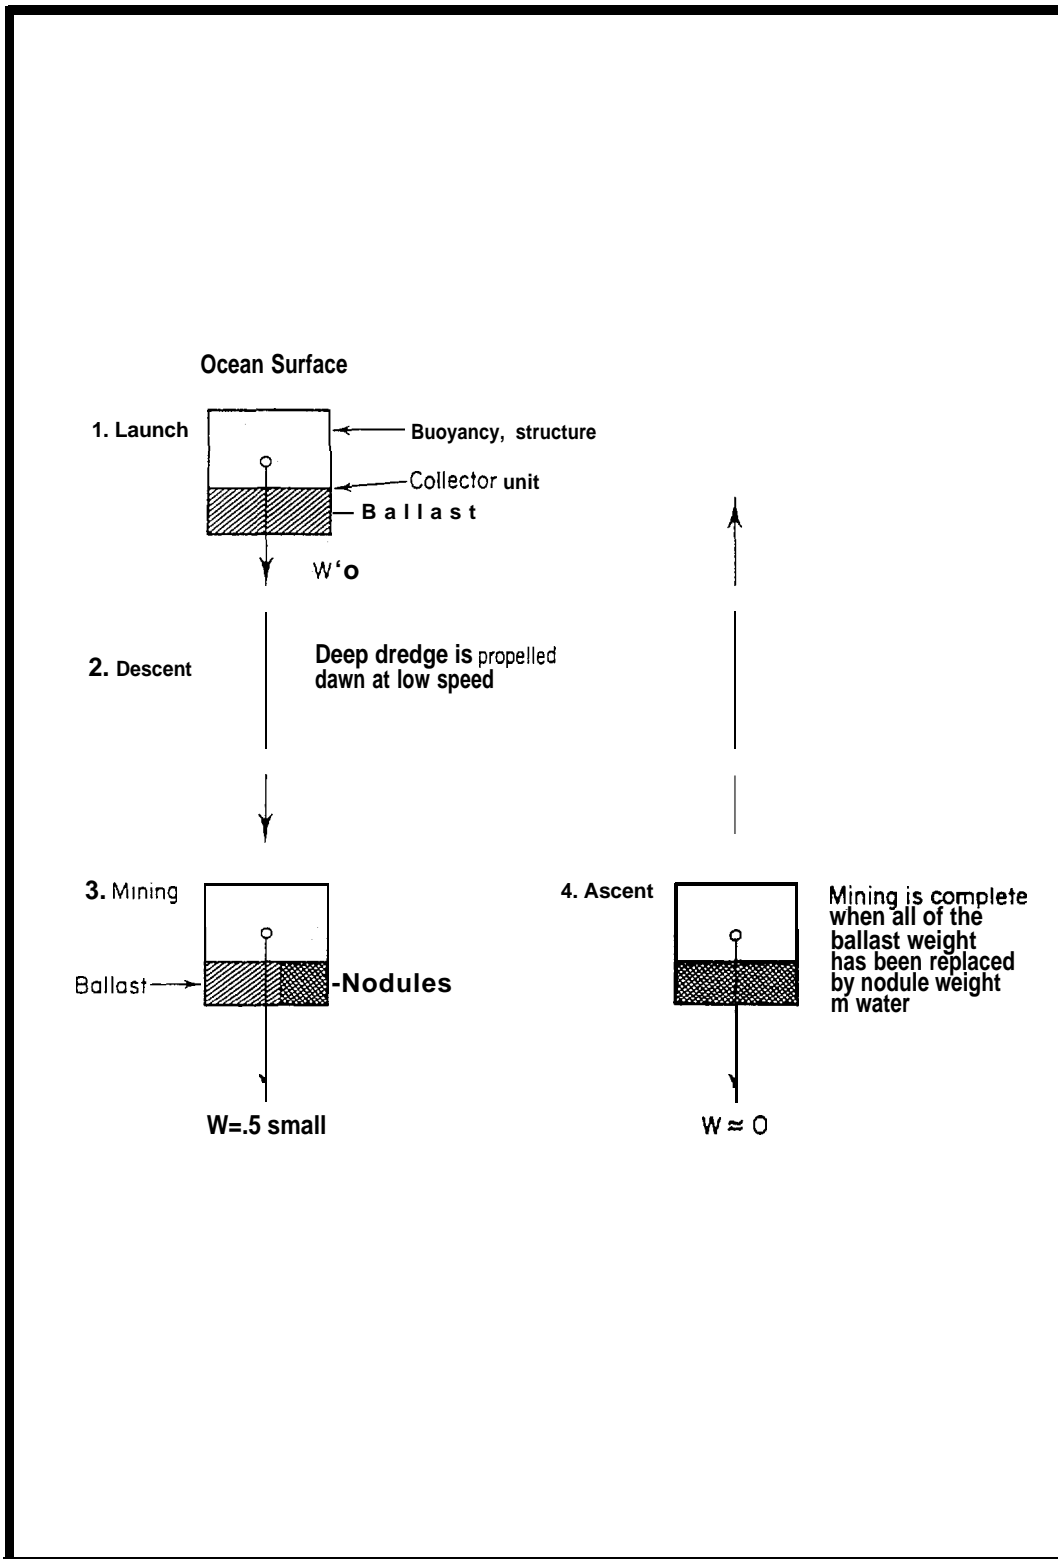 Ocean Surface
1. Launch
Buoyancy, structure
Collector unit
Ballast
W'o
2. Descent
Deep dredge is propelled
dawn at low speed
3. Mining
Ballast
-Nodules
W=.5 small
4. Ascent
Mining is complete
when all of the
ballast weight
has been replaced
by nodule weight
m water
W ≈ O